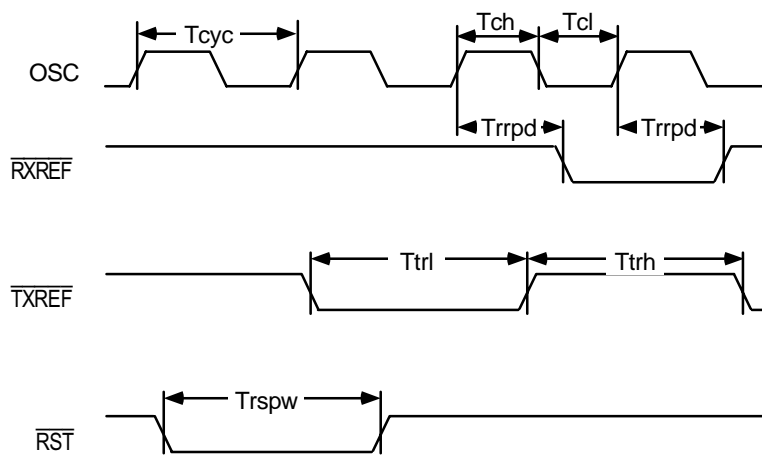 Tcyc Tch Tcl
OSC
Trrpd Trrpd
RXREF
Ttrl Ttrh
TXREF
Trspw
RST